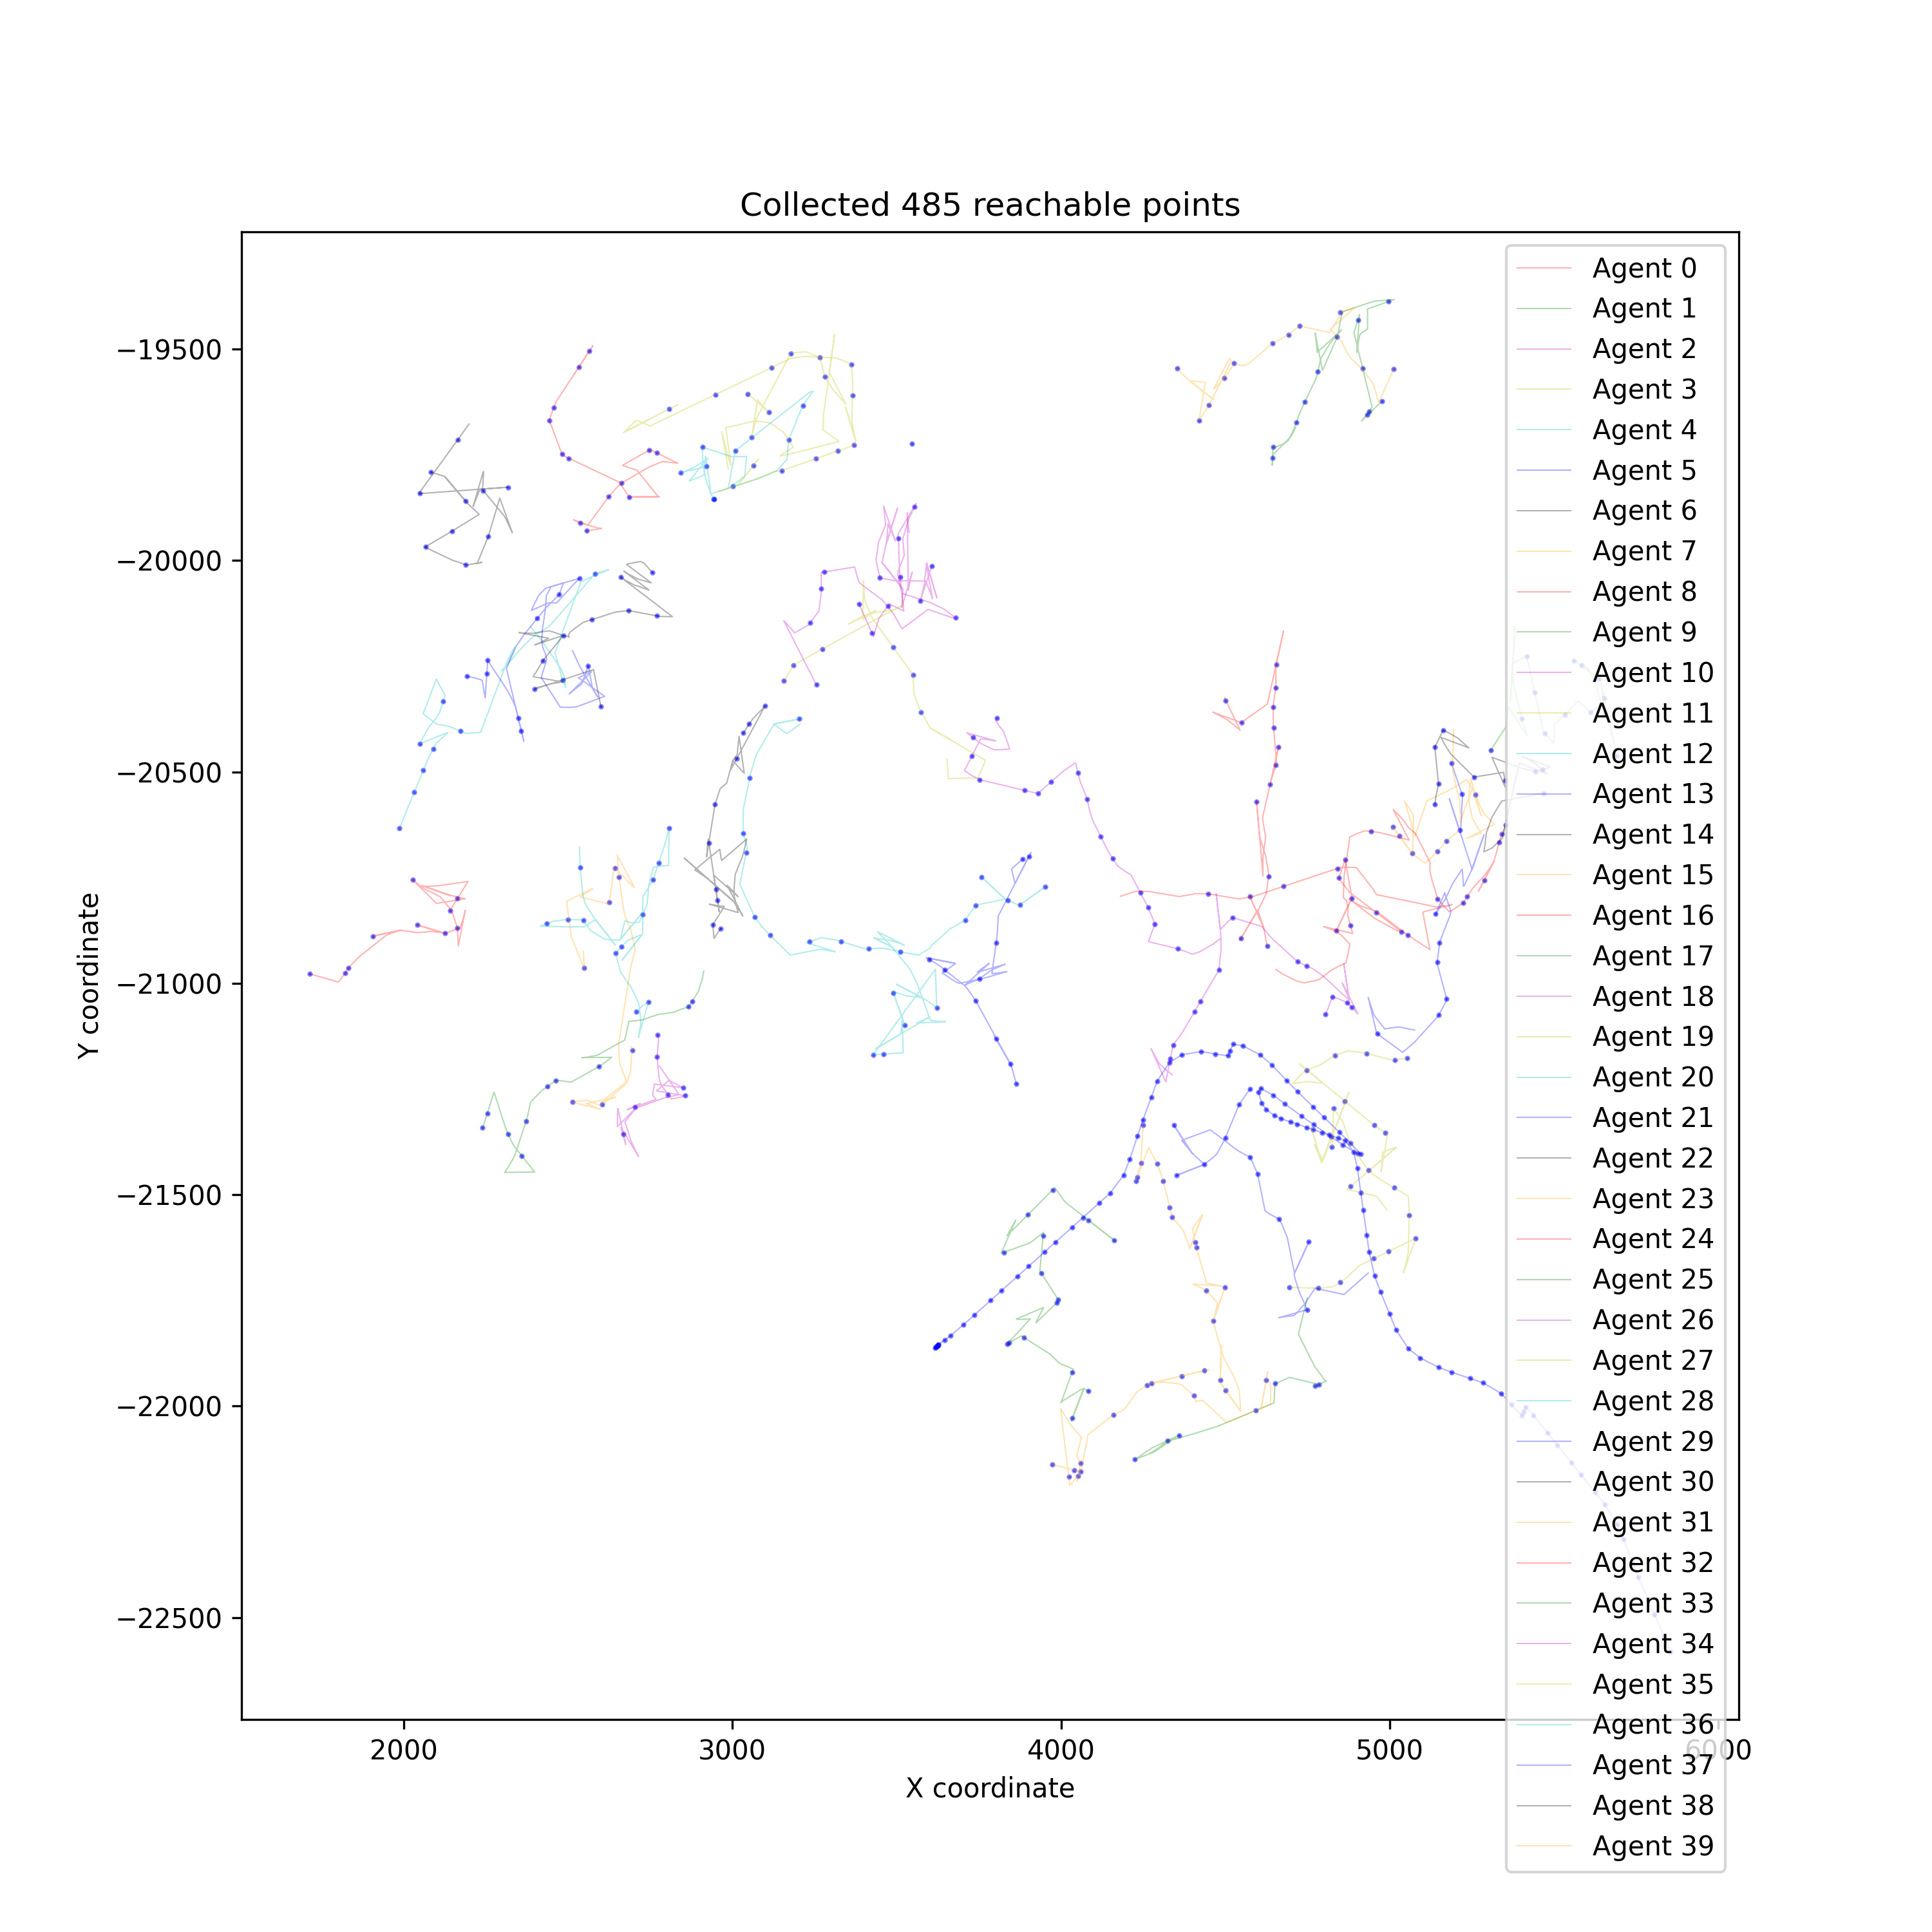 Collected 485 reachable points
Y coordinate
−19500
−20000
−20500
−21000
−21500
−22000
−22500
2000
3000
4000
5000
6000
X coordinate
Agent 0
Agent 1
Agent 2
Agent 3
Agent 4
Agent 5
Agent 6
Agent 7
Agent 8
Agent 9
Agent 10
Agent 11
Agent 12
Agent 13
Agent 14
Agent 15
Agent 16
Agent 17
Agent 18
Agent 19
Agent 20
Agent 21
Agent 22
Agent 23
Agent 24
Agent 25
Agent 26
Agent 27
Agent 28
Agent 29
Agent 30
Agent 31
Agent 32
Agent 33
Agent 34
Agent 35
Agent 36
Agent 37
Agent 38
Agent 39